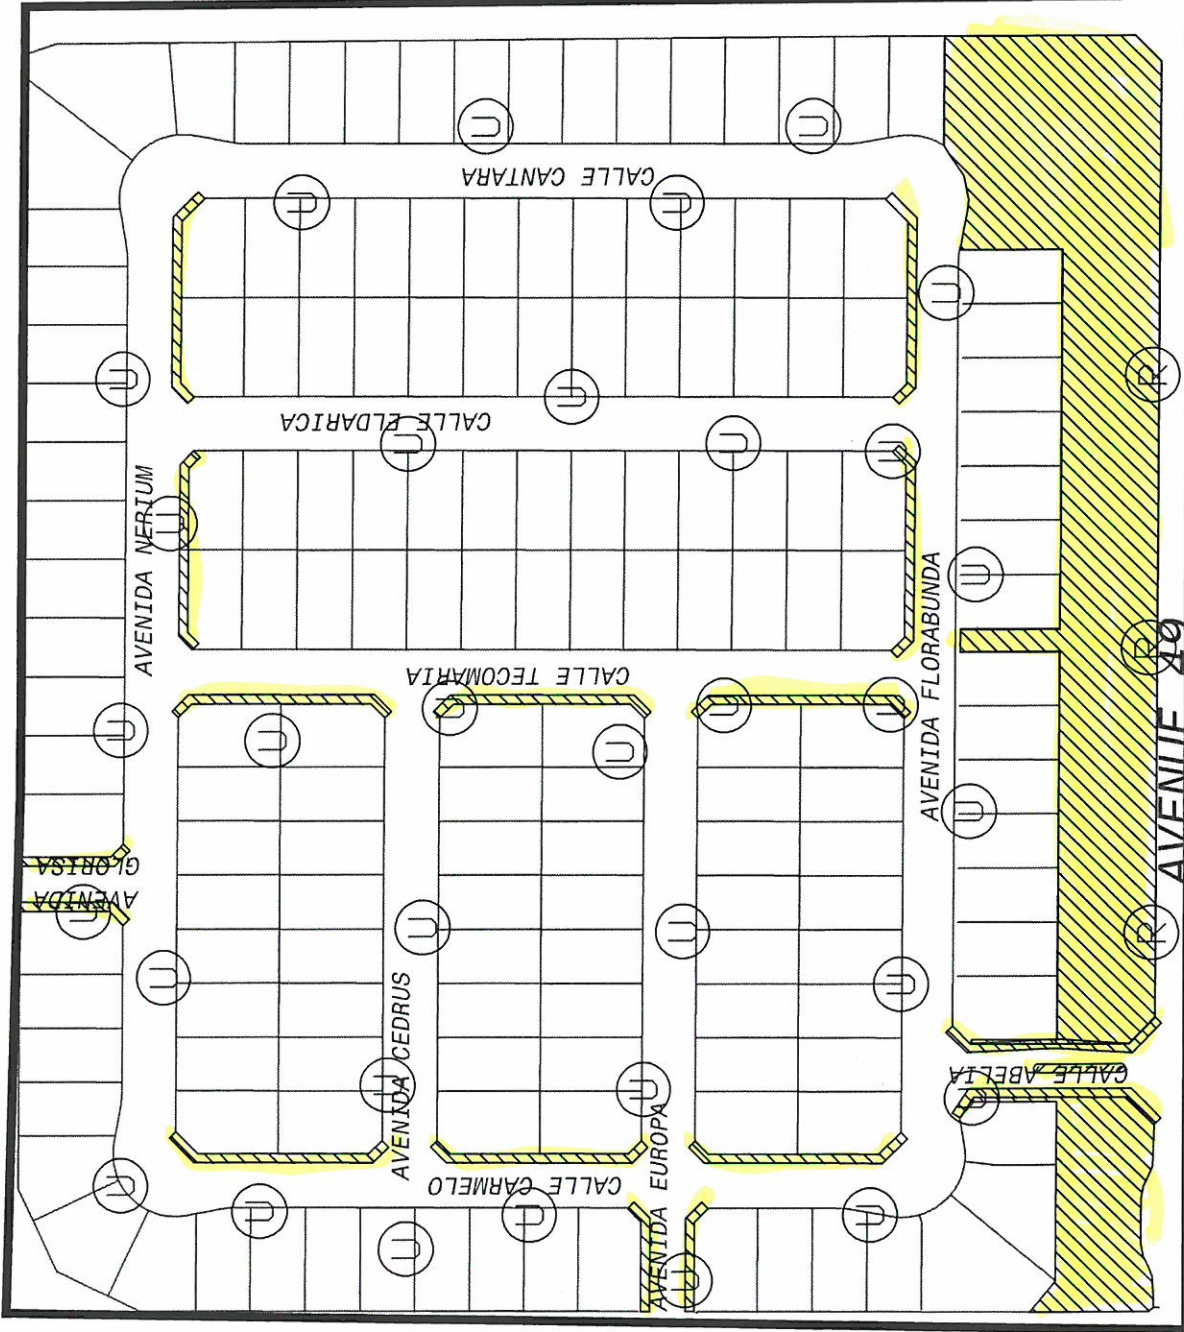 CALLE CANTARA
U
U
U
U
U
U
CALLE ELDARICA
U
U
U
U
R
AVENIDA NERIUM
U
AVENIDA FLORABUNDA
U
R
AVENUE 49
CALLE TECOMARIA
U
U
U
U
U
U
U
AVENIDA GLORISA
U
U
U
U
R
U
U
AVENIDA CEDRUS
U
AVENIDA EUROPA
U
CALLE ABELIA
U
CALLE CARMELO
U
U
U
U
U
U